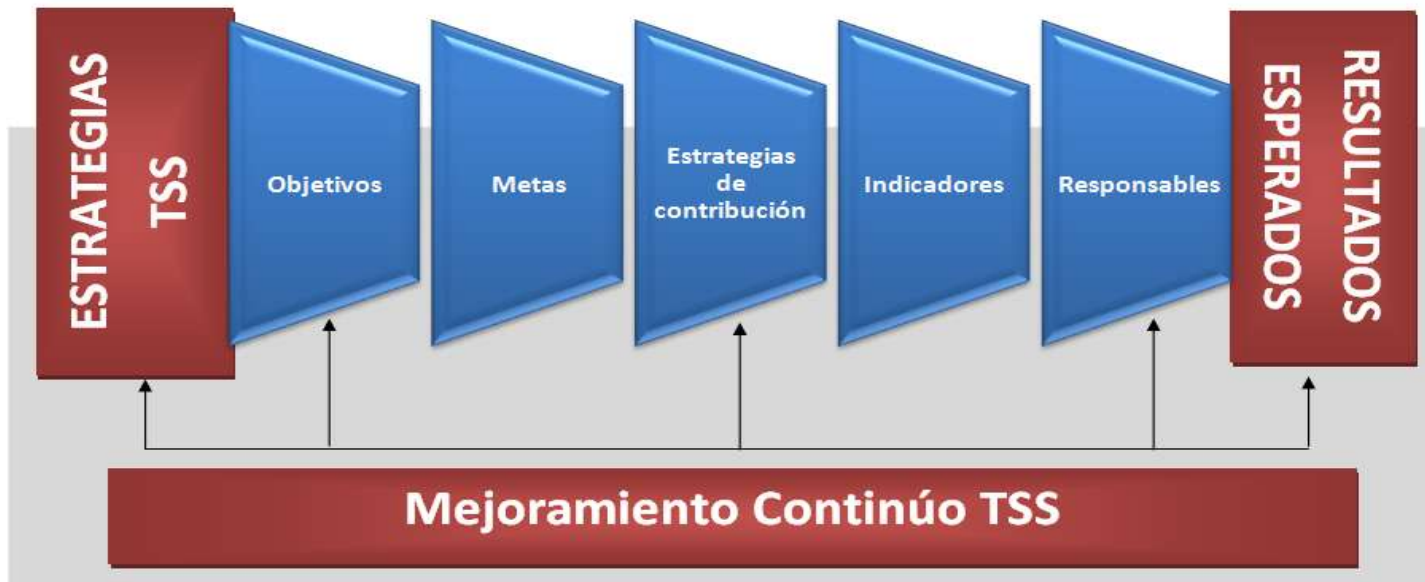 ESTRATEGIAS
TSS
Objetivos
Metas
Estrategias
de
contribución
Indicadores
Responsables
RESULTADOS
ESPERADOS
Mejoramiento Continúo TSS